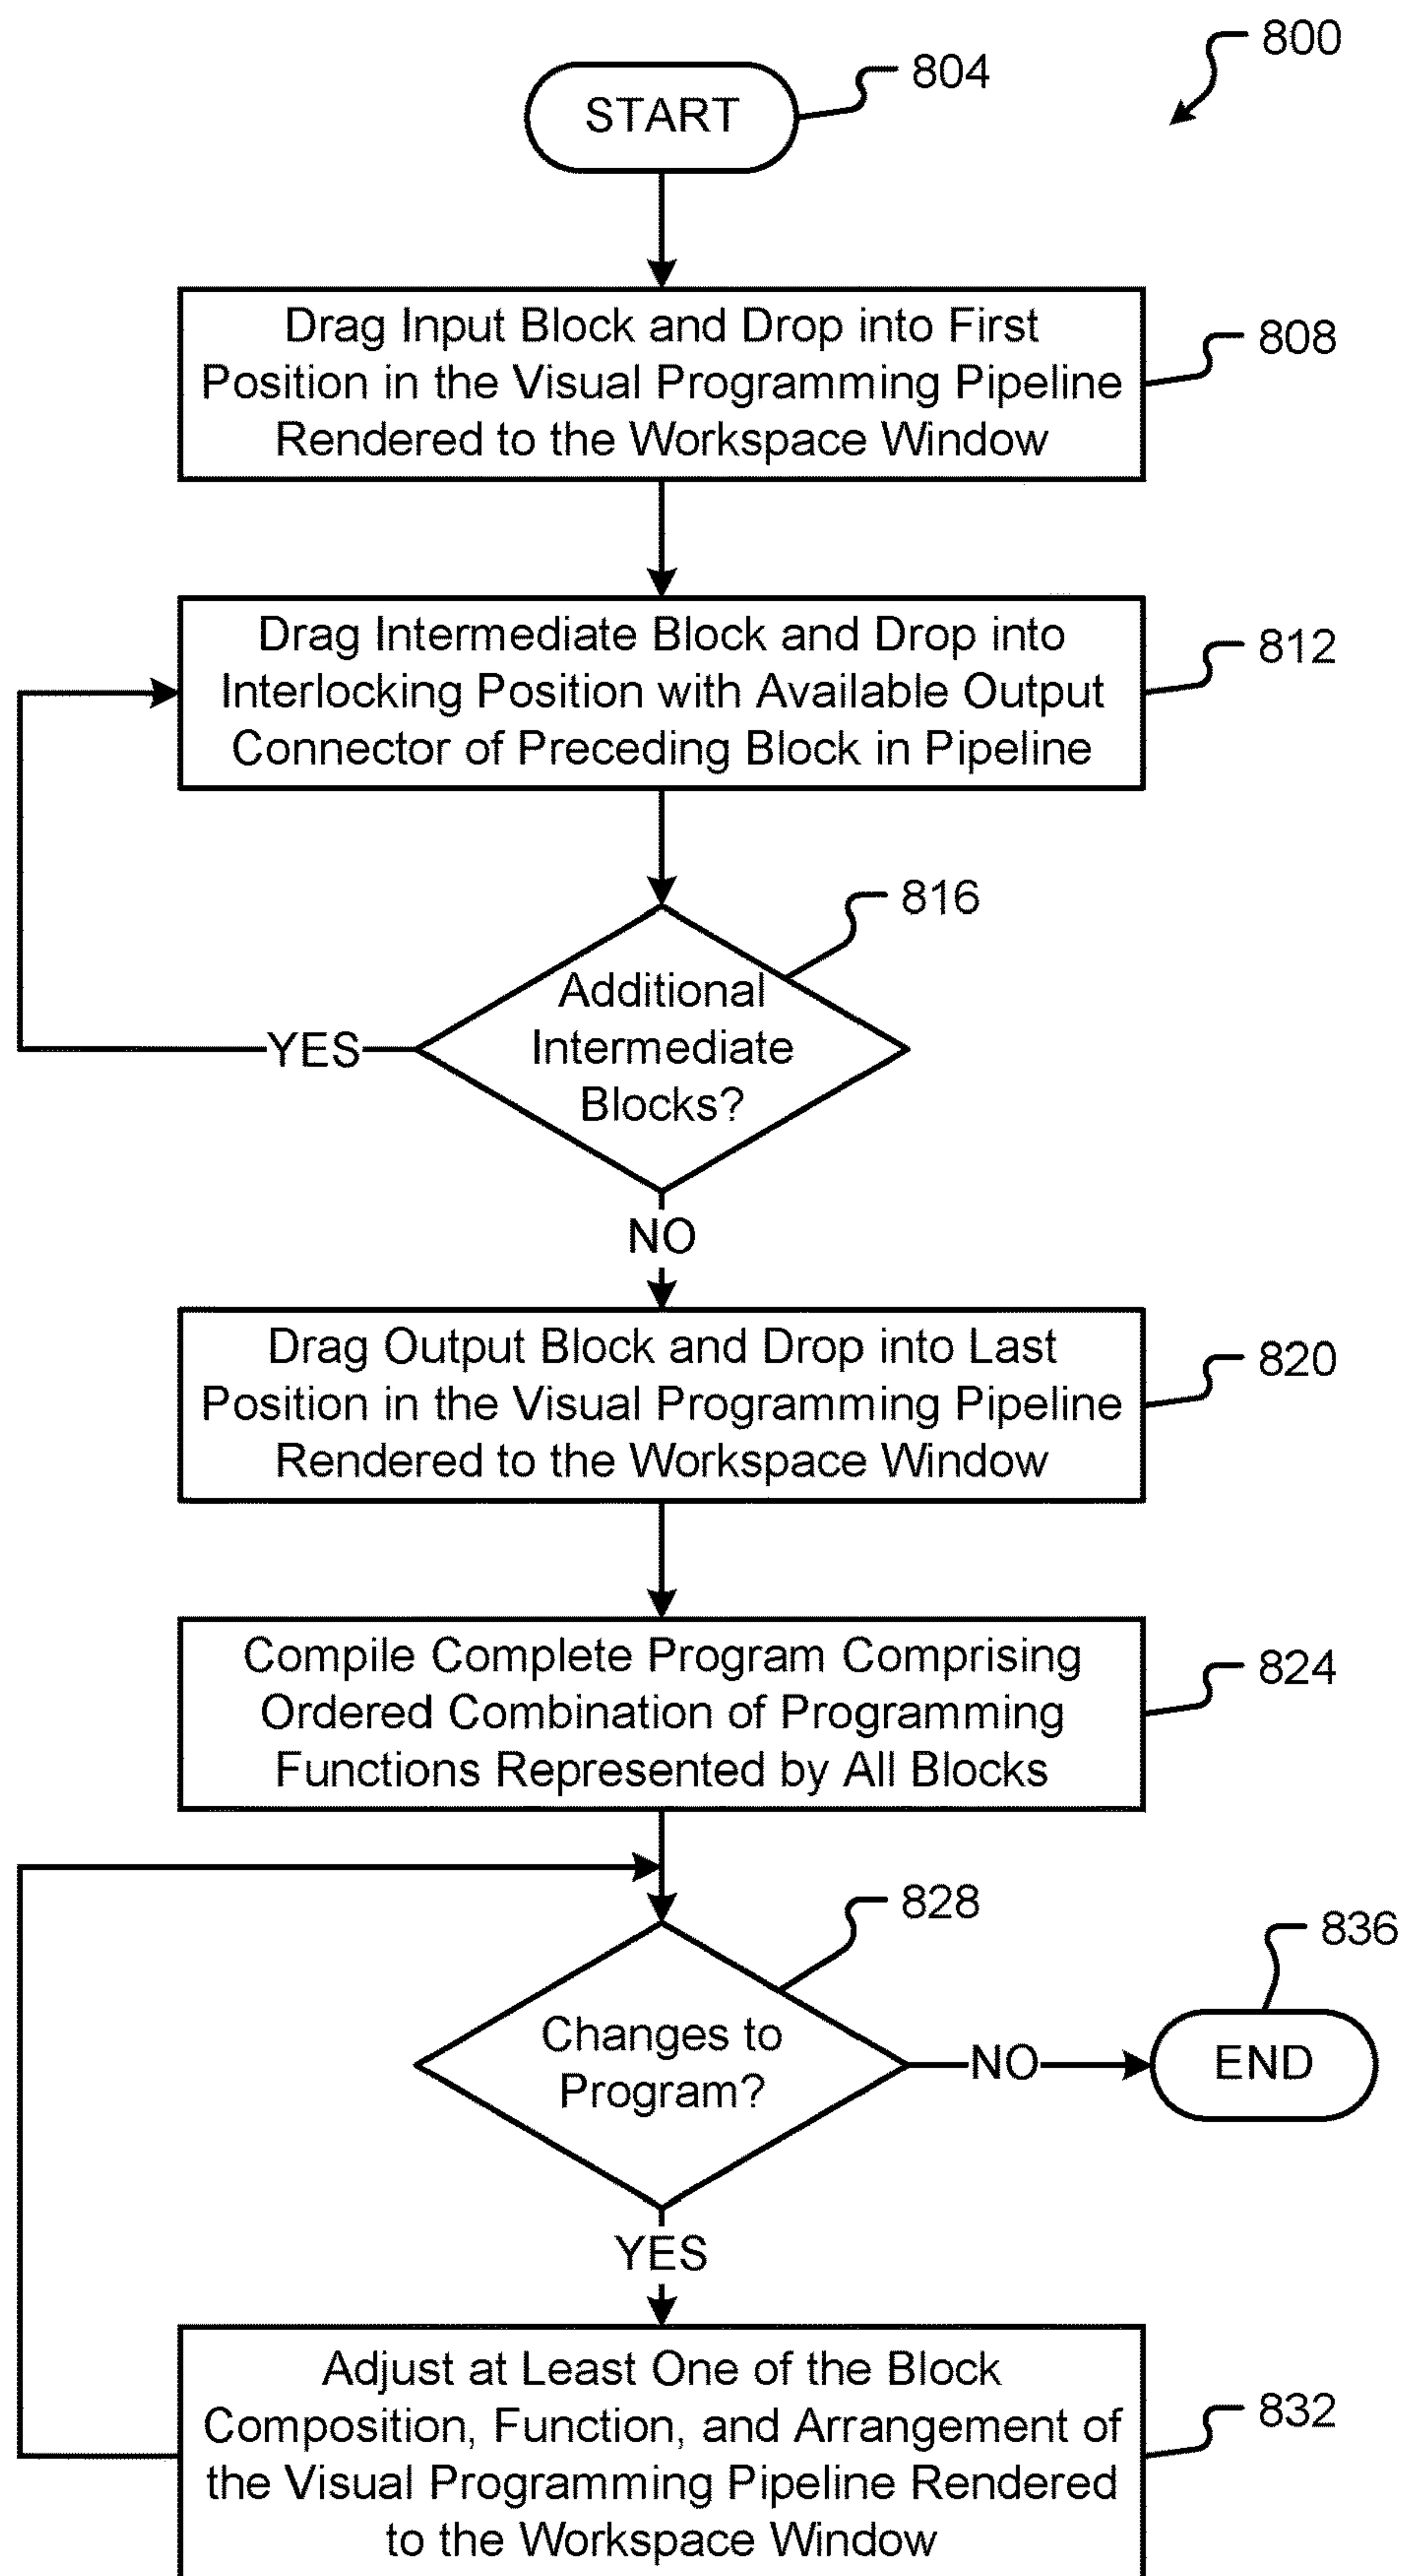 800
804
START
Drag Input Block and Drop into First
Position in the Visual Programming Pipeline
Rendered to the Workspace Window
808
Drag Intermediate Block and Drop into
Interlocking Position with Available Output
Connector of Preceding Block in Pipeline
812
816
Additional
Intermediate
Blocks?
YES
NO
Drag Output Block and Drop into Last
Position in the Visual Programming Pipeline
Rendered to the Workspace Window
820
Compile Complete Program Comprising
Ordered Combination of Programming
Functions Represented by All Blocks
824
828
836
Changes to
Program?
NO
END
YES
Adjust at Least One of the Block
Composition, Function, and Arrangement of
the Visual Programming Pipeline Rendered
to the Workspace Window
832